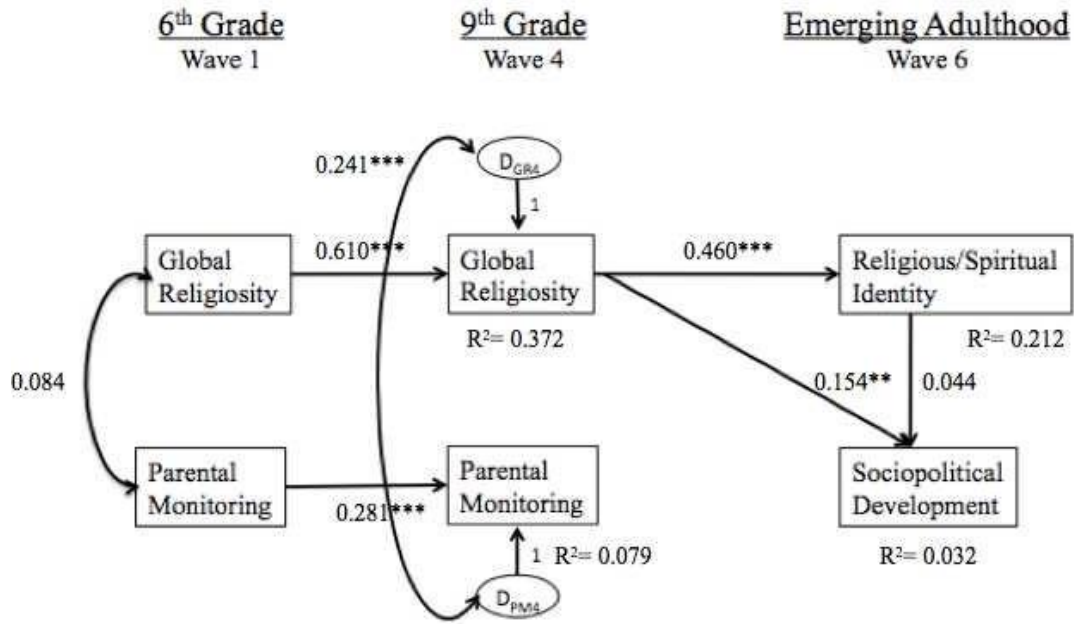 6th Grade
Wave 1
9th Grade
Wave 4
Emerging Adulthood
Wave 6
0.241***
D_GR4
1
Global
Religiosity
0.610***
Global
Religiosity
0.460***
Religious/Spiritual
Identity
R²= 0.372
R²= 0.212
0.084
0.154**
0.044
Parental
Monitoring
0.281***
Parental
Monitoring
Sociopolitical
Development
1
R²= 0.079
R²= 0.032
D_PM4